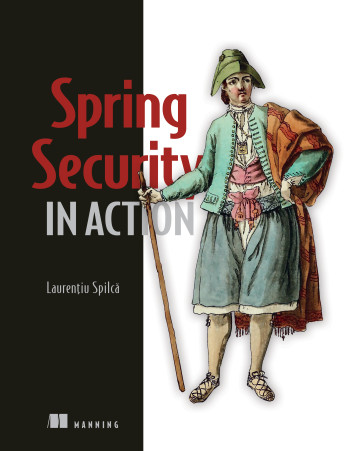 Spring
Security
IN ACTION
Laurențiu Spilcă
MANNING